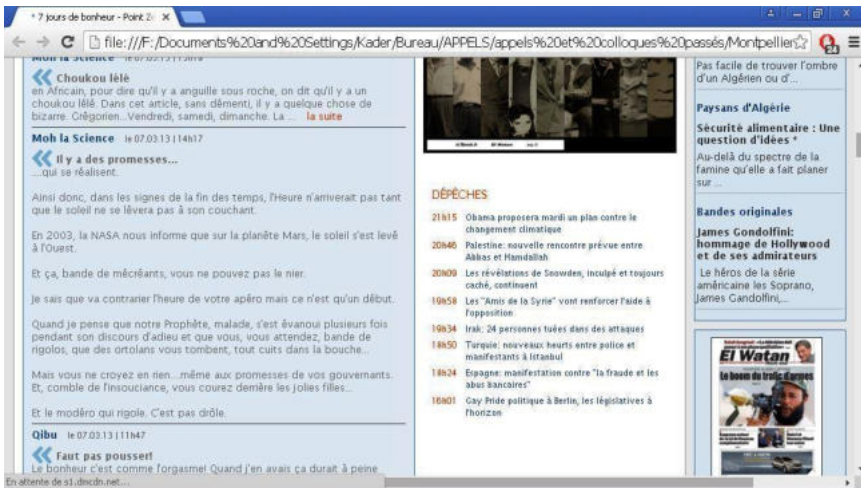 * 7 jours de bonheur - Point Z
file:///F:/Documents%20and%20Settings/Kader/Bureau/APPELS/appels%20et%20colloques%20passés/Montpellier
Moh la Science le 07.03.13 | 15h19
Choukou lélé
en Africain, pour dire qu'il y a anguille sous roche, on dit qu'il y a un
choukou lélé. Dans cet article, sans démenti, il y a quelque chose de
bizarre. Grégorien...Vendredi, samedi, dimanche. La ... la suite
Moh la Science le 07.03.13 | 14h17
Il y a des promesses...
....qui se réalisent.
Ainsi donc, dans les signes de la fin des temps, l'Heure n'arriverait pas tant
que le soleil ne se lèvera pas à son couchant.
En 2003, la NASA nous informe que sur la planète Mars, le soleil s'est levé
à l'Ouest.
Et ça, bande de mécréants, vous ne pouvez pas le nier.
Je sais que va contrarier l'heure de votre apéro mais ce n'est qu'un début.
Quand je pense que notre Prophète, malade, s'est évanoui plusieurs fois
pendant son discours d'adieu et que vous, vous attendez, bande de
rigolos, que des ortolans vous tombent, tout cuits dans la bouche...
Mais vous ne croyez en rien....même aux promesses de vos gouvernants.
Et, comble de l'insouciance, vous courez derrière les jolies filles...
Et le modéro qui rigole. C'est pas drôle.
Qibu le 07.03.13 | 11h47
Faut pas pousser!
Le bonheur c'est comme l'orgasme! Quand j'en avais ça durait à peine
En attente de s1.dmcdn.net...
DÉPÊCHES
21h15 Obama proposera mardi un plan contre le
changement climatique
20h46 Palestine: nouvelle rencontre prévue entre
Abbas et Hamdallah
20h09 Les révélations de Snowden, inculpé et toujours
caché, continuent
19h58 Les "Amis de la Syrie" vont renforcer l'aide à
l'opposition
19h34 Irak: 24 personnes tuées dans des attaques
18h50 Turquie: nouveaux heurts entre police et
manifestants à Istanbul
18h24 Espagne: manifestation contre "la fraude et les
abus bancaires"
16h01 Gay Pride politique à Berlin, les législatives à
l'horizon
Pas facile de trouver l'ombre
d'un Algérien ou d'...
Paysans d'Algérie
Sécurité alimentaire : Une
question d'idées *
Au-delà du spectre de la
famine qu'elle a fait planer
sur ...
Bandes originales
James Gondolfini:
hommage de Hollywood
et de ses admirateurs
Le héros de la série
américaine les Soprano,
James Gandolfini,...
El Watan
Le boom du trafic d'armes